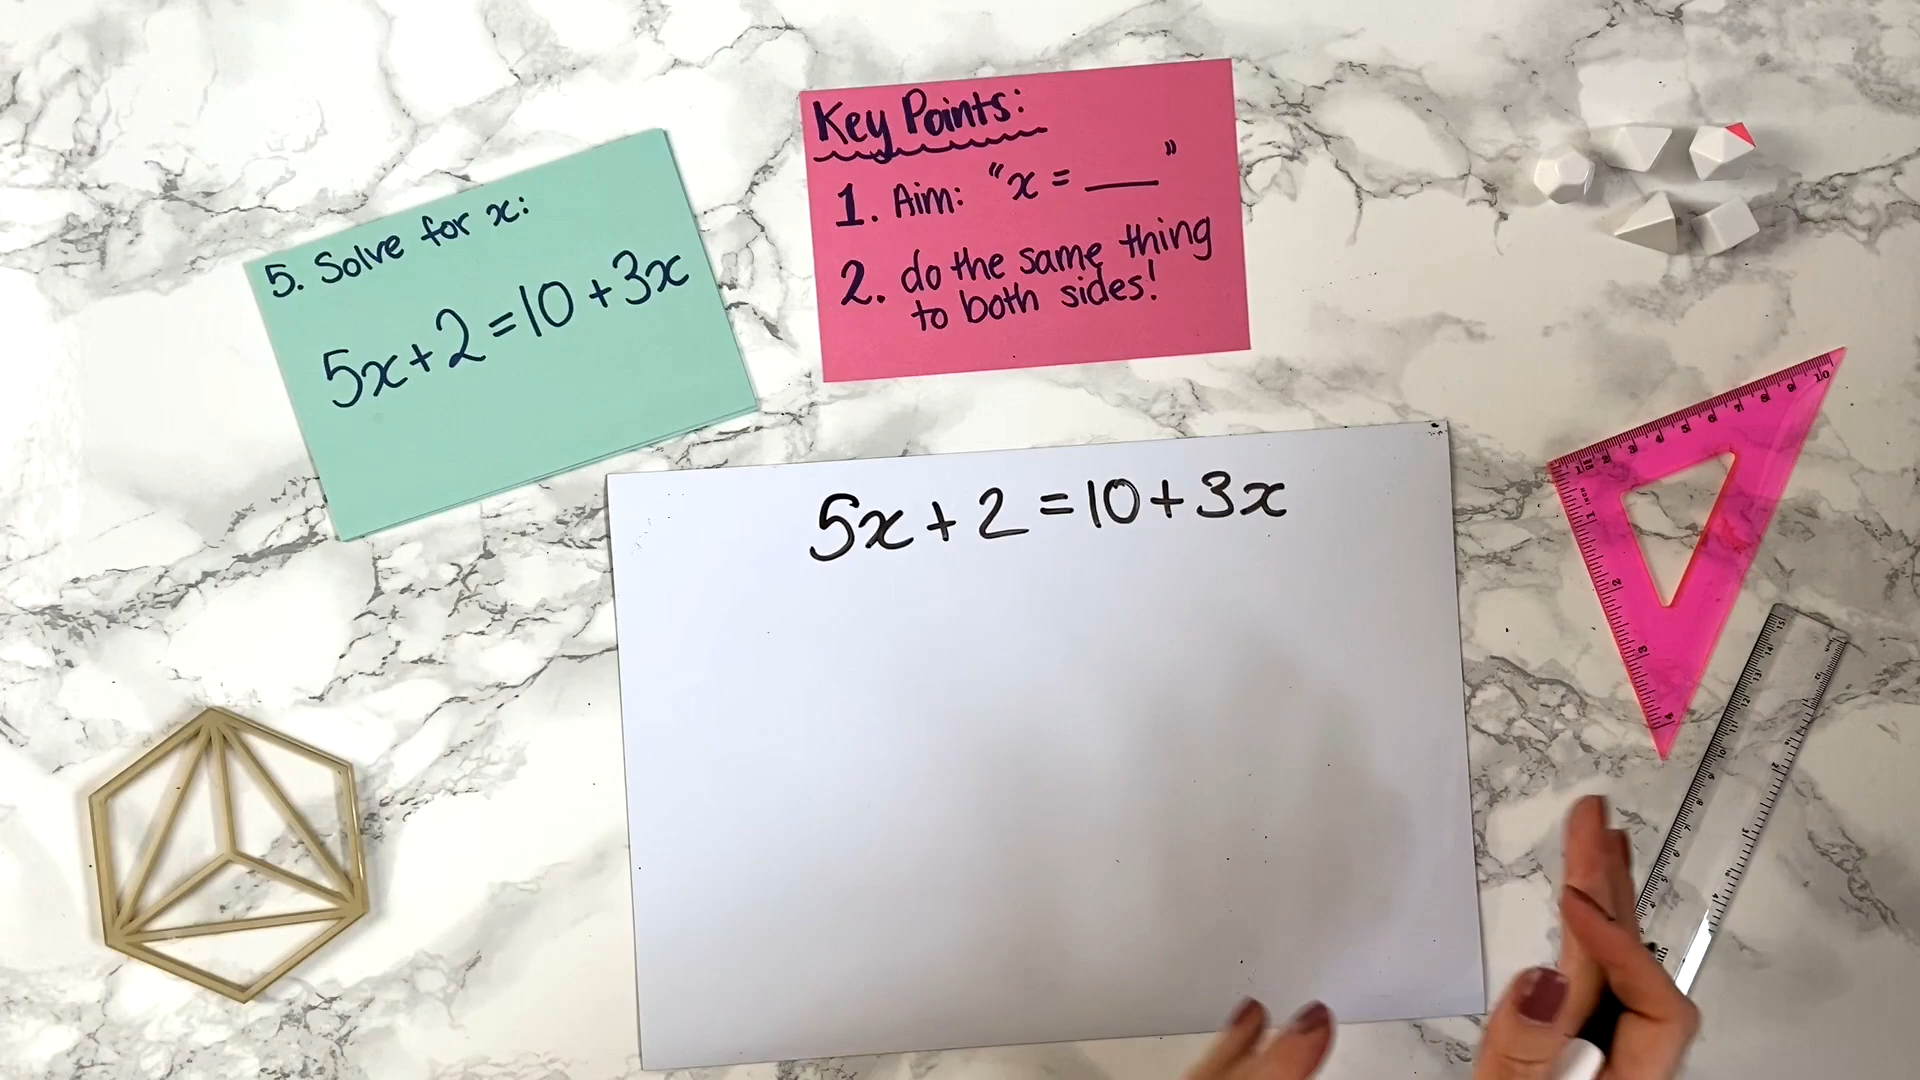 5. Solve for x:
5x+2=10+3x
Key Points:
1. Aim: "x = ___"
2. do the same thing
to both sides!
5x+2=10+3x